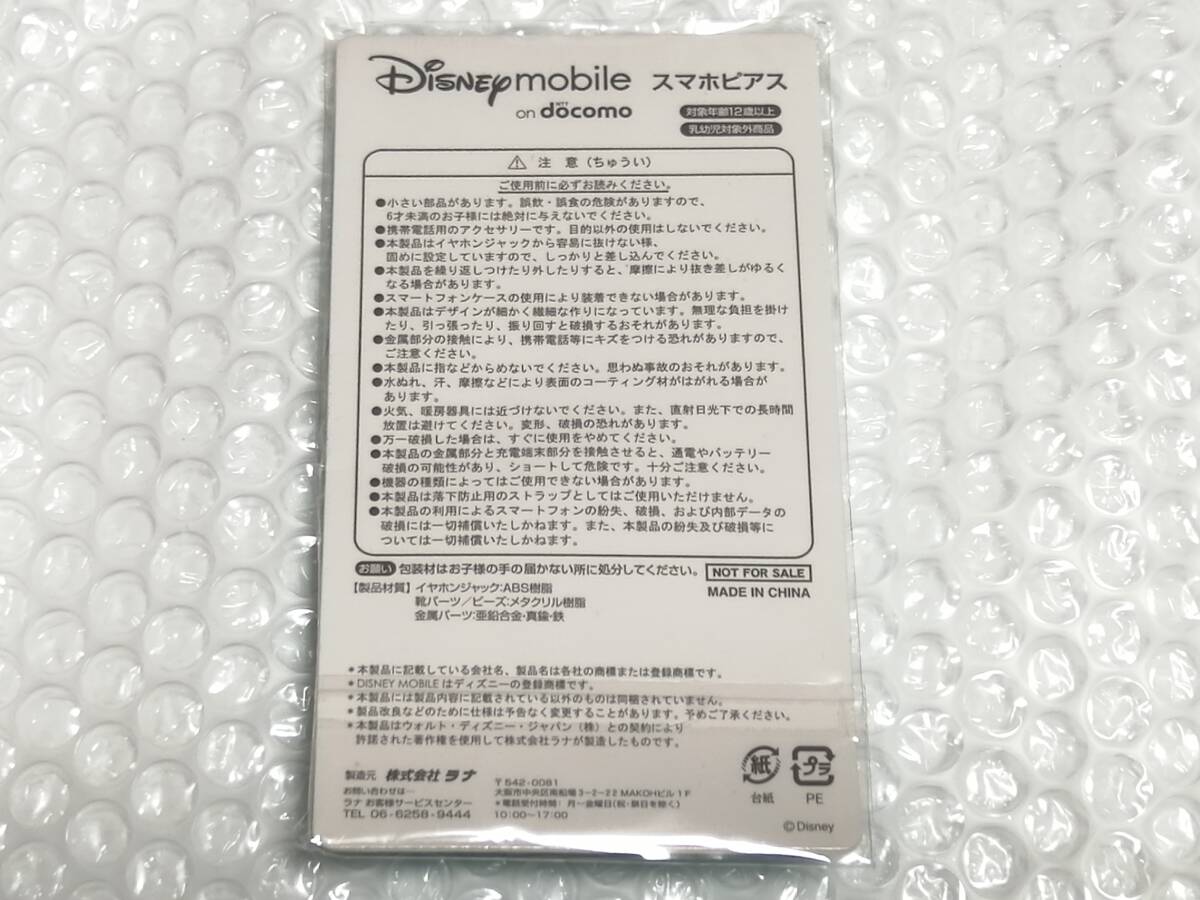 Disney mobile スマホピアス
on NTT docomo
対象年齢12歳以上
乳幼児対象外商品
⚠ 注 意（ちゅうい）
ご使用前に必ずお読みください。
●小さい部品があります。誤飲・誤食の危険がありますので、
6才未満のお子様には絶対に与えないでください。
●携帯電話用のアクセサリーです。目的以外の使用はしないでください。
●本製品はイヤホンジャックから容易に抜けない様、
固めに設定していますので、しっかりと差し込んでください。
●本製品を繰り返しつけたり外したりすると、摩擦により抜き差しがゆるく
なる場合があります。
●スマートフォンケースの使用により装着できない場合があります。
●本製品はデザインが細かく繊細な作りになっています。無理な負担を掛け
たり、引っ張ったり、振り回すと破損するおそれがあります。
●金属部分の接触により、携帯電話等にキズをつける恐れがありますので、
ご注意ください。
●本製品に指などからめないでください。思わぬ事故のおそれがあります。
●水ぬれ、汗、摩擦などにより表面のコーティング材がはがれる場合が
あります。
●火気、暖房器具には近づけないでください。また、直射日光下での長時間
放置は避けてください。変形、破損の恐れがあります。
●万一破損した場合は、すぐに使用をやめてください。
●本製品の金属部分と充電端末部分を接触させると、通電やバッテリー
破損の可能性があり、ショートして危険です。十分ご注意ください。
●機器の種類によってはご使用できない場合があります。
●本製品は落下防止用のストラップとしてはご使用いただけません。
●本製品の利用によるスマートフォンの紛失、破損、および内部データの
破損には一切補償いたしかねます。また、本製品の紛失及び破損等に
ついては一切補償いたしかねます。
お願い 包装材はお子様の手の届かない所に処分してください。 NOT FOR SALE
【製品材質】イヤホンジャック:ABS樹脂 MADE IN CHINA
靴パーツ／ビーズ:メタクリル樹脂
金属パーツ:亜鉛合金・真鍮・鉄
＊本製品に記載している会社名、製品名は各社の商標または登録商標です。
＊DISNEY MOBILE はディズニーの登録商標です。
＊本製品には製品内容に記載されている以外のものは同梱されていません。
＊製品改良などのために仕様は予告なく変更することがあります。予めご了承ください。
＊本製品はウォルト・ディズニー・ジャパン（株）との契約により
許諾された著作権を使用して株式会社ラナが製造したものです。
製造元 株式会社 ラナ
お問い合わせは…
ラナ お客様サービスセンター
TEL 06-6258-9444
〒542-0081
大阪市中央区南船場3-2-22 MAKOHビル 1F
＊電話受付時間：月〜金曜日(祝・祭日を除く)
10:00〜17:00
紙 プラ
台紙 PE
©Disney